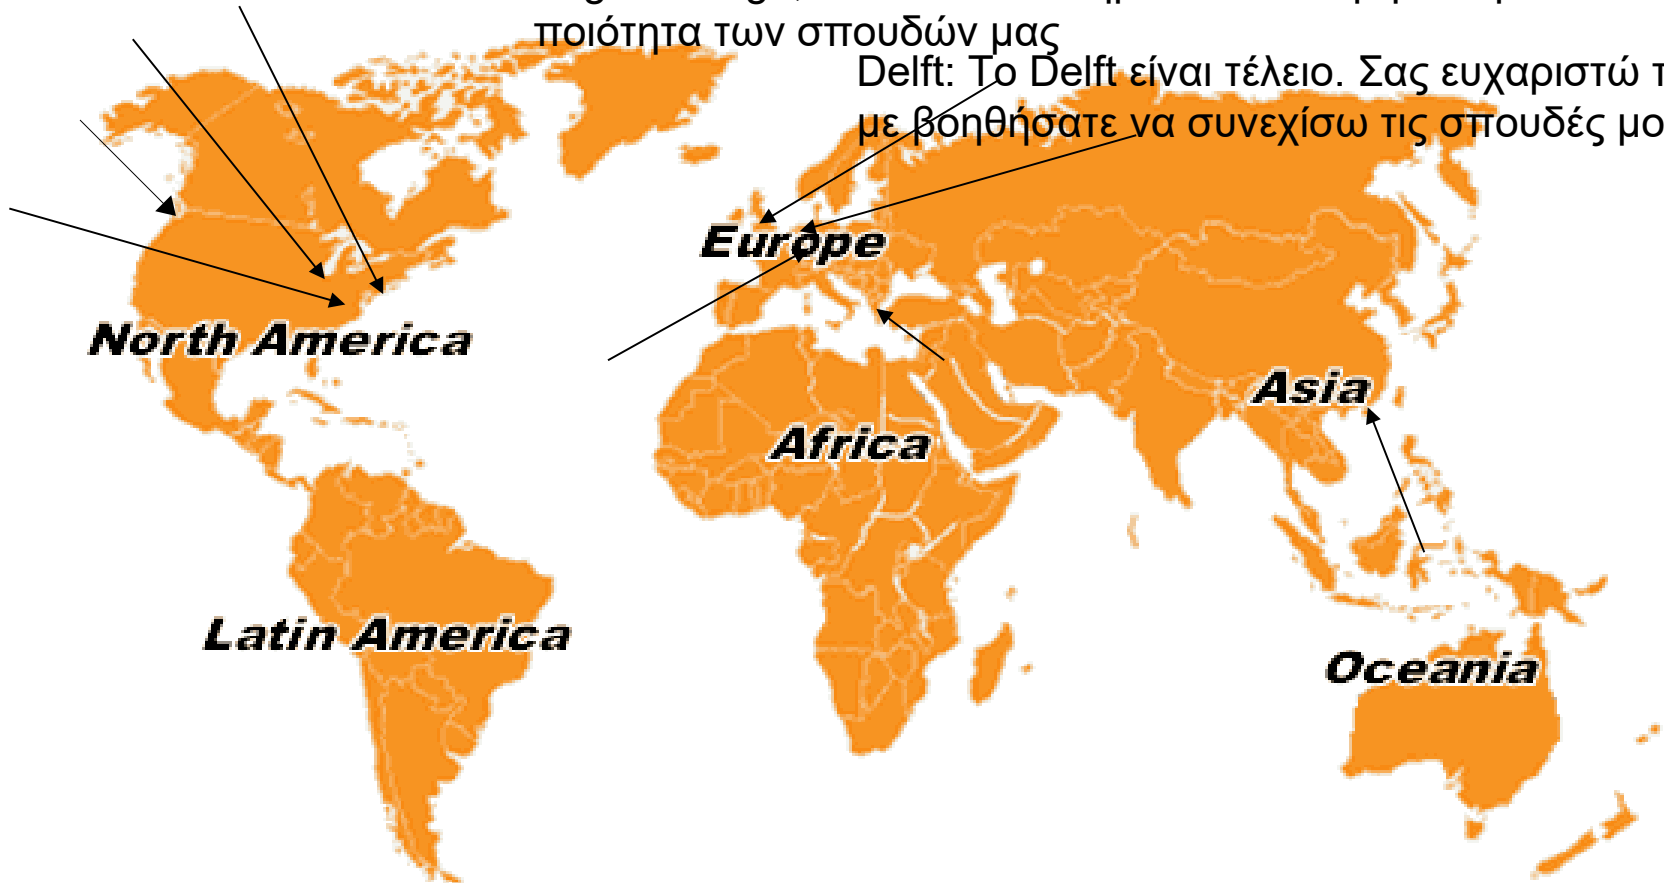 ποιότητα των σπουδών μας
Delft: Το Delft είναι τέλειο. Σας ευχαριστώ
με βοηθήσατε να συνεχίσω τις σπουδές
Europe
North America
Asia
Africa
Latin America
Oceania